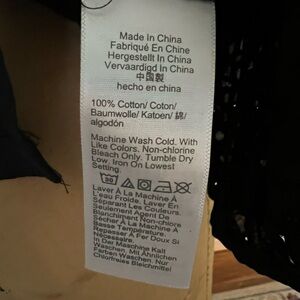 Made In China
Fabriqué En Chine
Hergestellt In China
Vervaardigd In China
中国製
hecho en china
100% Cotton/ Coton/
Baumwolle/ Katoen/ 綿/
algodón
Machine Wash Cold. With
Like Colors. Non-chlorine
Bleach Only. Tumble Dry
Low, Iron On Lowest
Setting.
30
Laver À La Machine À
L'eau Froide. Laver En
Séparant Les Couleurs.
Seulement Agent De
Blanchiment Non-chlore
Sécher À La Machine À
Basse Température.
Repasser À Fer Doux Si
Nécessaire.
In Der Maschine Kalt
Waschen. Mit Ähnlichen
Farben Waschen. Nur
Chlorfreies Bleichmittel